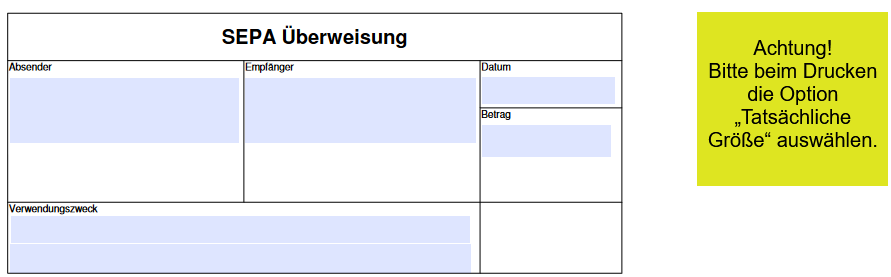 SEPA Überweisung
Absender
Empfänger
Datum
Betrag
Verwendungszweck
Achtung!
Bitte beim Drucken
die Option
„Tatsächliche
Größe“ auswählen.